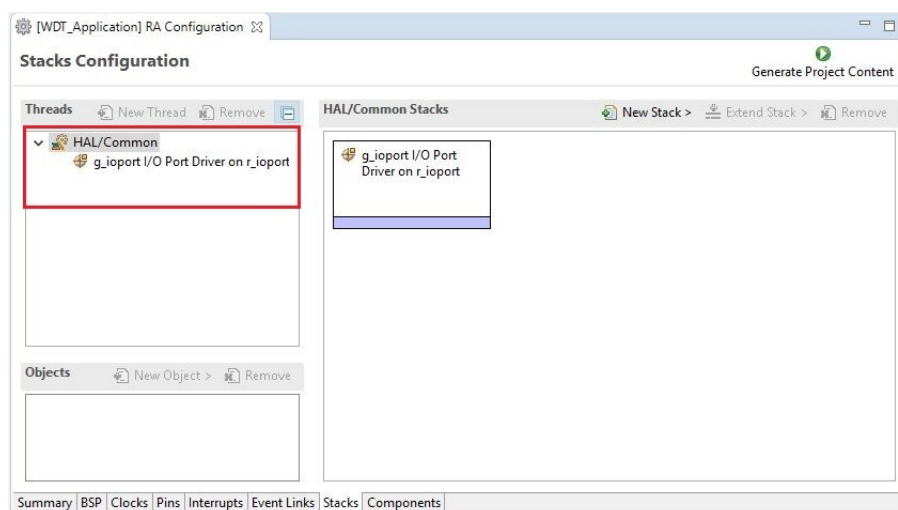 [WDT_Application] RA Configuration
Stacks Configuration
Generate Project Content
Threads New Thread Remove
HAL/Common Stacks New Stack > Extend Stack > Remove
HAL/Common
g_ioport I/O Port Driver on r_ioport
g_ioport I/O Port
Driver on r_ioport
Objects New Object > Remove
Summary BSP Clocks Pins Interrupts Event Links Stacks Components